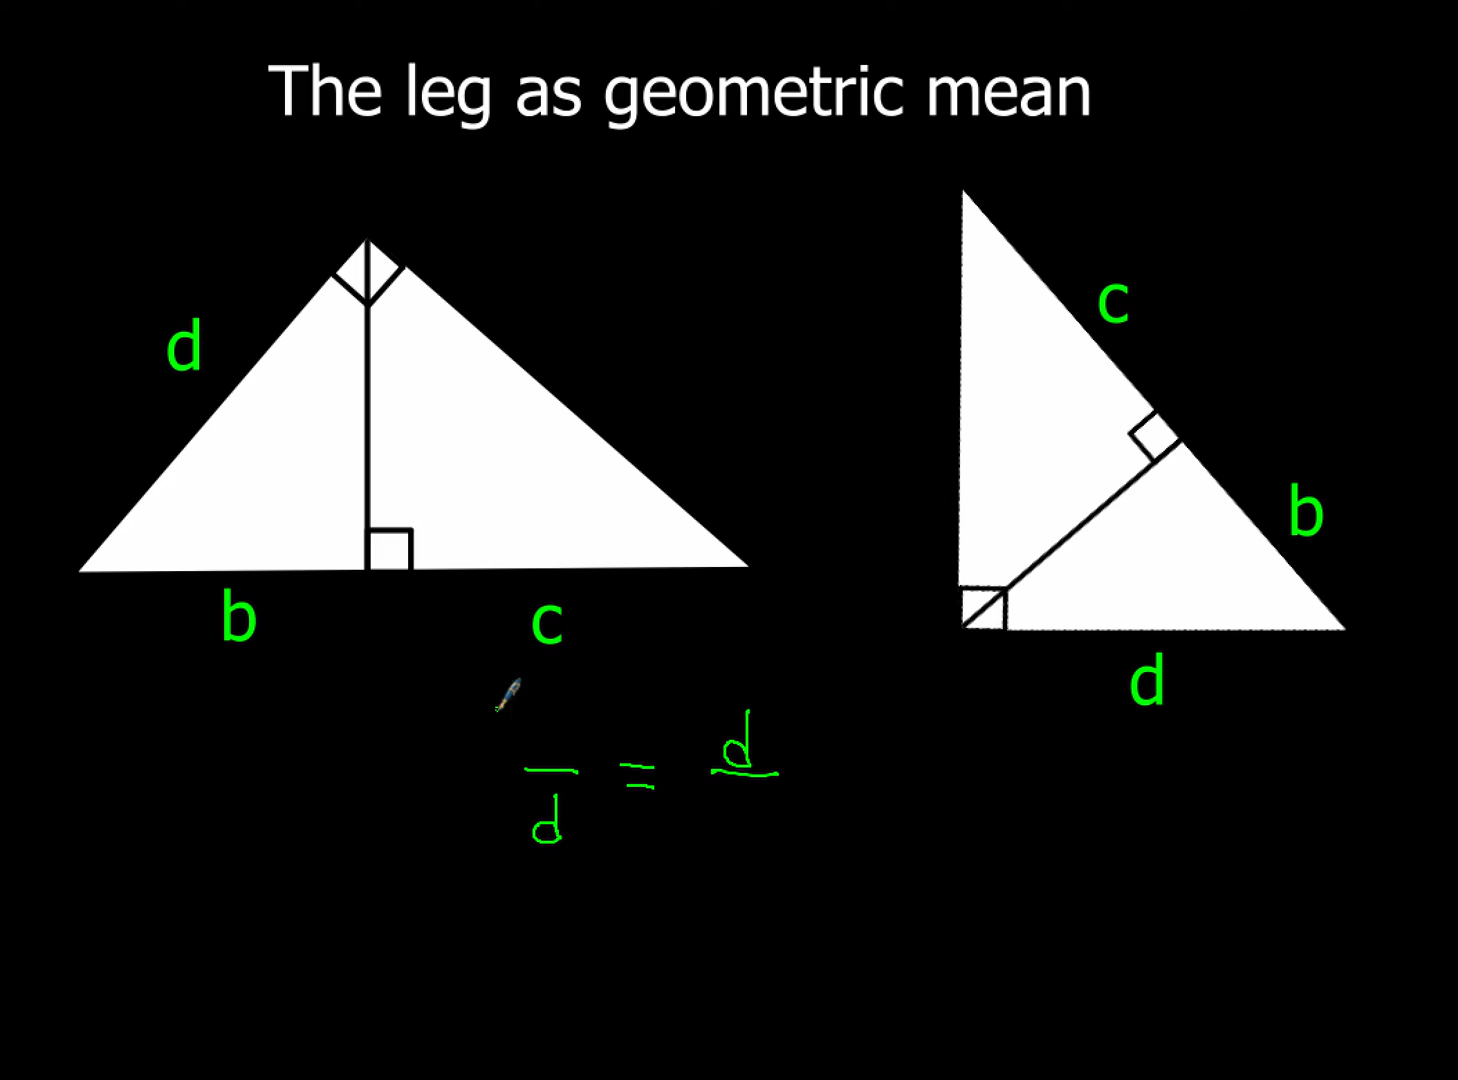 The leg as geometric mean
d
b
c
c
b
d
— = d
d